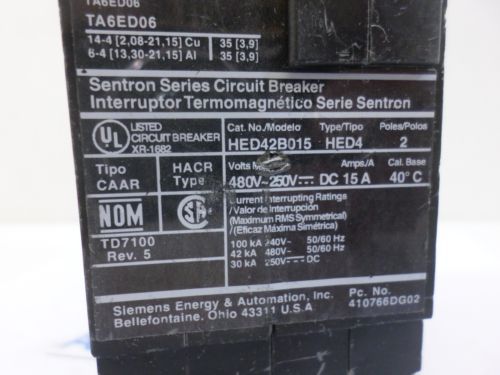 TA6ED06
TA6ED06
14-4 [2,08-21,15] Cu 35 [3,9]
6-4 [13,30-21,15] Al 35 [3,9]
Sentron Series Circuit Breaker
Interruptor Termomagnético Serie Sentron
UL LISTED
CIRCUIT BREAKER
XR-1682
Cat. No./Modelo Type/Tipo Poles/Polos
HED42B015 HED4 2
Tipo CAAR
HACR Type
Volts Amps/A Cal. Base
480V~250V DC 15 A 40°C
NOM
SA
TD7100
Rev. 5
urrent Interrupting Ratings
/Valor de Interrupción
(Maximum RMS Symmetrical)
/(Eficaz Máxima Simétrica)
100 kA 240V~ 50/60 Hz
42 kA 480V~ 50/60 Hz
30 kA 250V DC
Siemens Energy & Automation, Inc.
Bellefontaine, Ohio 43311 U.S.A
Pc. No.
410766DG02